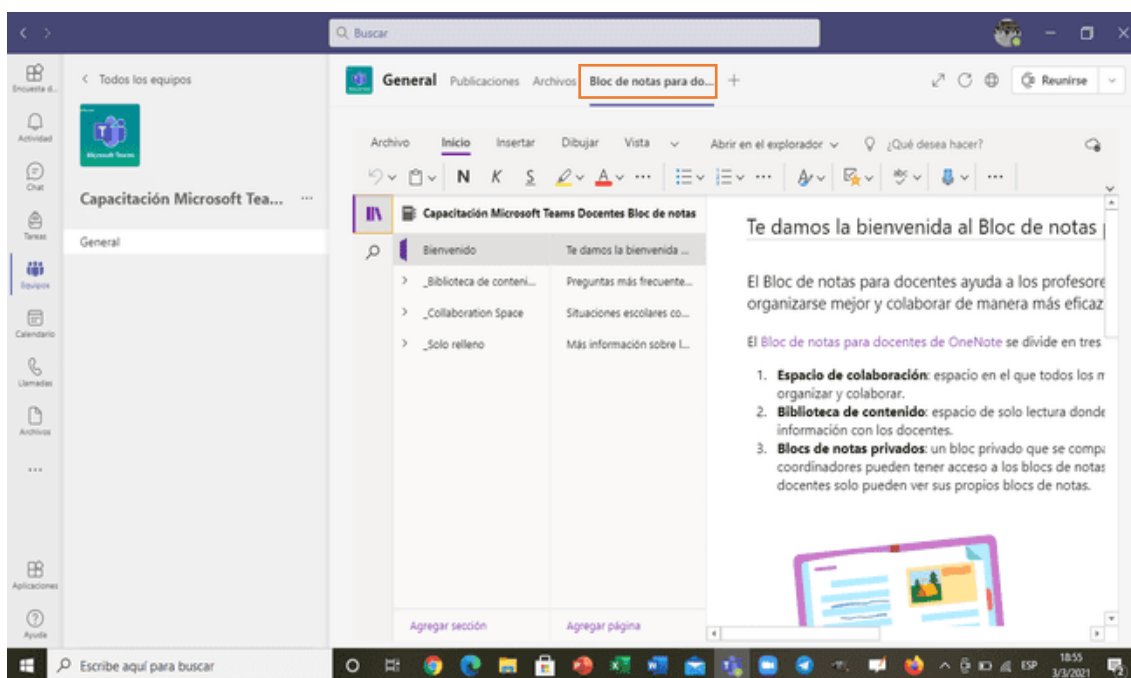 Buscar
Encuesta d...
Actividad
Chat
Tareas
Equipos
Calendario
Llamadas
Archivos
Aplicaciones
Ayuda
Todos los equipos
Microsoft Teams
Capacitación Microsoft Tea... ...
General
General Publicaciones Archivos Bloc de notas para do... +
Reunirse
Archivo Inicio Insertar Dibujar Vista Abrir en el explorador ¿Qué desea hacer?
N K S
Capacitación Microsoft Teams Docentes Bloc de notas
Bienvenido
_Biblioteca de conteni...
_Collaboration Space
_Solo relleno
Te damos la bienvenida ...
Preguntas más frecuente...
Situaciones escolares co...
Más información sobre l...
Agregar sección
Agregar página
Te damos la bienvenida al Bloc de notas
El Bloc de notas para docentes ayuda a los profesore
organizarse mejor y colaborar de manera más eficaz
El Bloc de notas para docentes de OneNote se divide en tres
1. Espacio de colaboración: espacio en el que todos los m
organizar y colaborar.
2. Biblioteca de contenido: espacio de solo lectura donde
información con los docentes.
3. Blocs de notas privados: un bloc privado que se compa
coordinadores pueden tener acceso a los blocs de notas
docentes solo pueden ver sus propios blocs de notas.
Escribe aquí para buscar
ESP
18:55
3/3/2021